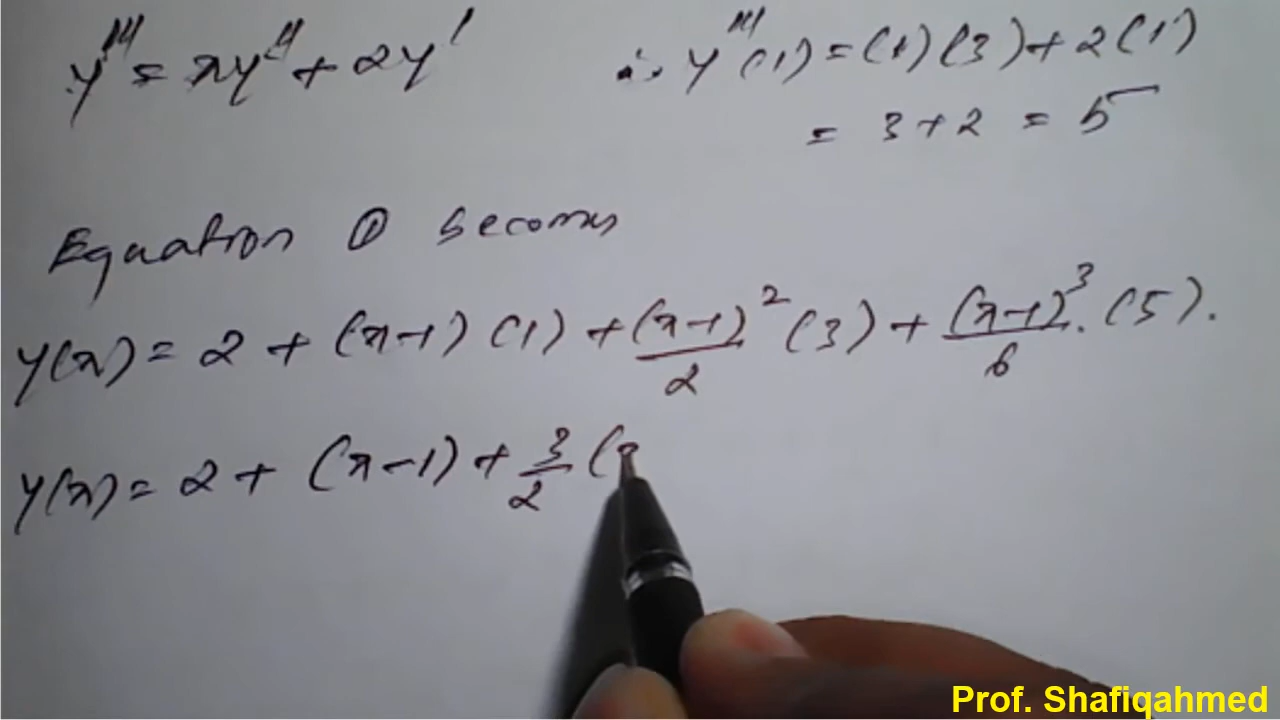 y''' = xy'' + 2y'
∴ y'''(1) = (1)(3) + 2(1)
= 3 + 2 = 5
Equation ① becomes
y(x) = 2 + (x-1)(1) + (x-1)²/2 (3) + (x-1)³/6 . (5).
y(x) = 2 + (x-1) + 3/2 (x
Prof. Shafiqahmed